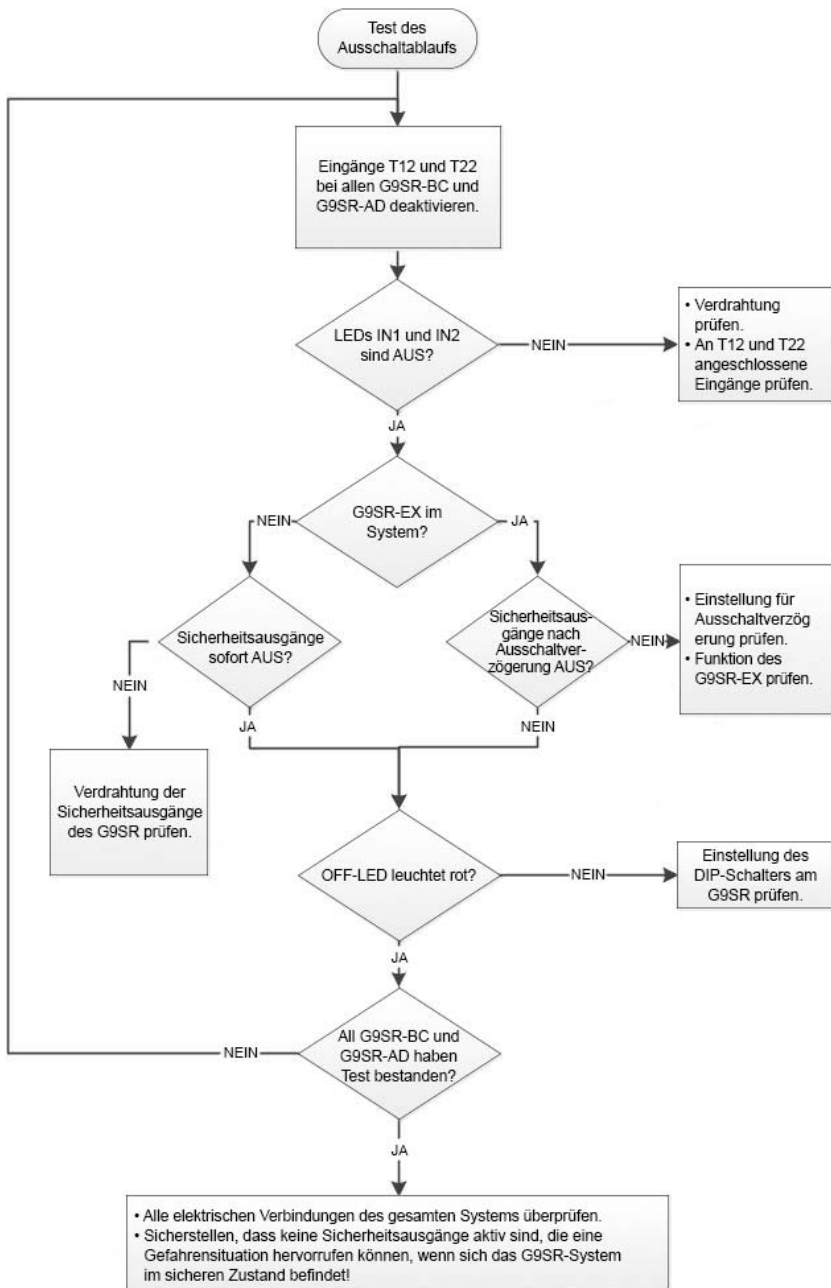 Test des
Ausschaltablaufs
Eingänge T12 und T22
bei allen G9SR-BC und
G9SR-AD deaktivieren.
LEDs IN1 und IN2
sind AUS?
NEIN
• Verdrahtung
prüfen.
• An T12 und T22
angeschlossene
Eingänge prüfen.
JA
G9SR-EX im
System?
NEIN
JA
Sicherheitsausgänge
sofort AUS?
Sicherheitsaus-
gänge nach
Ausschaltver-
zögerung AUS?
NEIN
• Einstellung für
Ausschaltverzög
erung prüfen.
• Funktion des
G9SR-EX prüfen.
NEIN
JA
NEIN
Verdrahtung der
Sicherheitsausgänge
des G9SR prüfen.
OFF-LED leuchtet rot?
NEIN
Einstellung des
DIP-Schalters am
G9SR prüfen.
JA
All G9SR-BC und
G9SR-AD haben
Test bestanden?
NEIN
JA
• Alle elektrischen Verbindungen des gesamten Systems überprüfen.
• Sicherstellen, dass keine Sicherheitsausgänge aktiv sind, die eine
Gefahrensituation hervorrufen können, wenn sich das G9SR-System
im sicheren Zustand befindet!